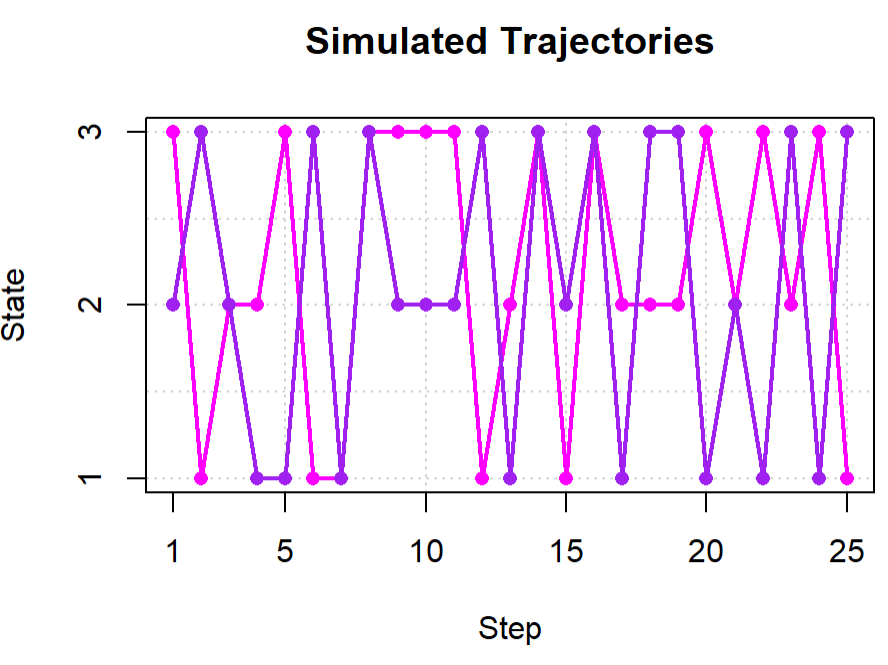 Simulated Trajectories
State
3
2
1
1 5 10 15 20 25
Step